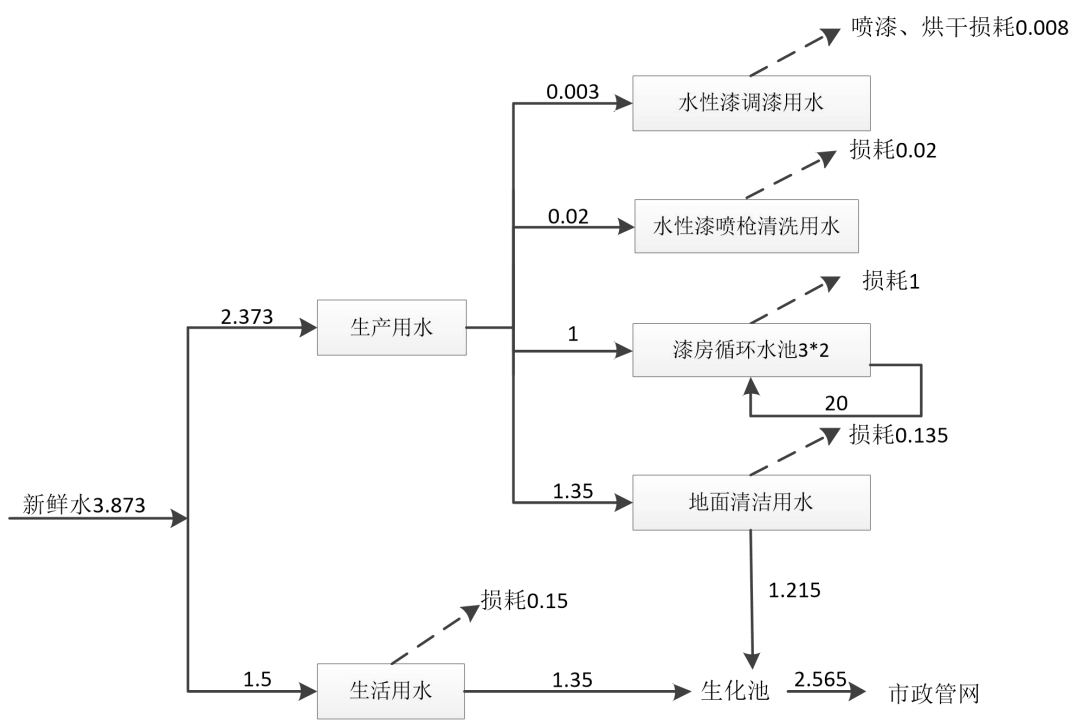 喷漆、烘干损耗0.008
0.003
水性漆调漆用水
损耗0.02
0.02
水性漆喷枪清洗用水
损耗1
2.373
生产用水
1
漆房循环水池3*2
20
损耗0.135
新鲜水3.873
1.35
地面清洁用水
1.215
损耗0.15
1.5
生活用水
1.35
生化池
2.565
市政管网